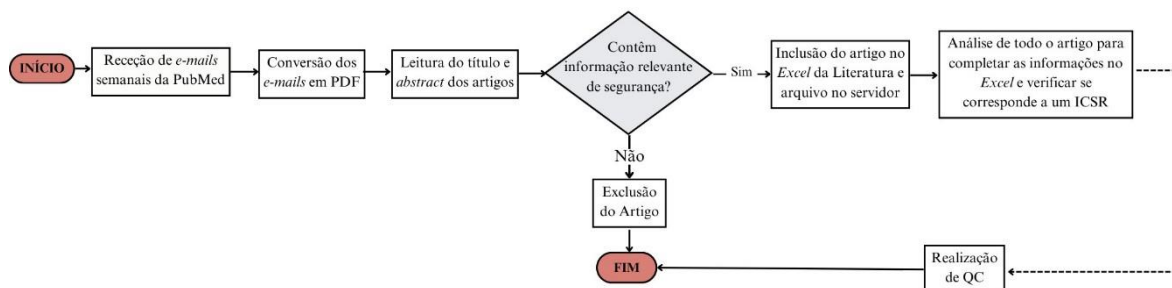 INÍCIO
Receção de e-mails
semanais da PubMed
Conversão dos
e-mails em PDF
Leitura do título e
abstract dos artigos
Contêm
informação relevante
de segurança?
Sim
Inclusão do artigo no
Excel da Literatura e
arquivo no servidor
Análise de todo o artigo para
completar as informações no
Excel e verificar se
corresponde a um ICSR
Não
Exclusão
do Artigo
FIM
Realização
de QC